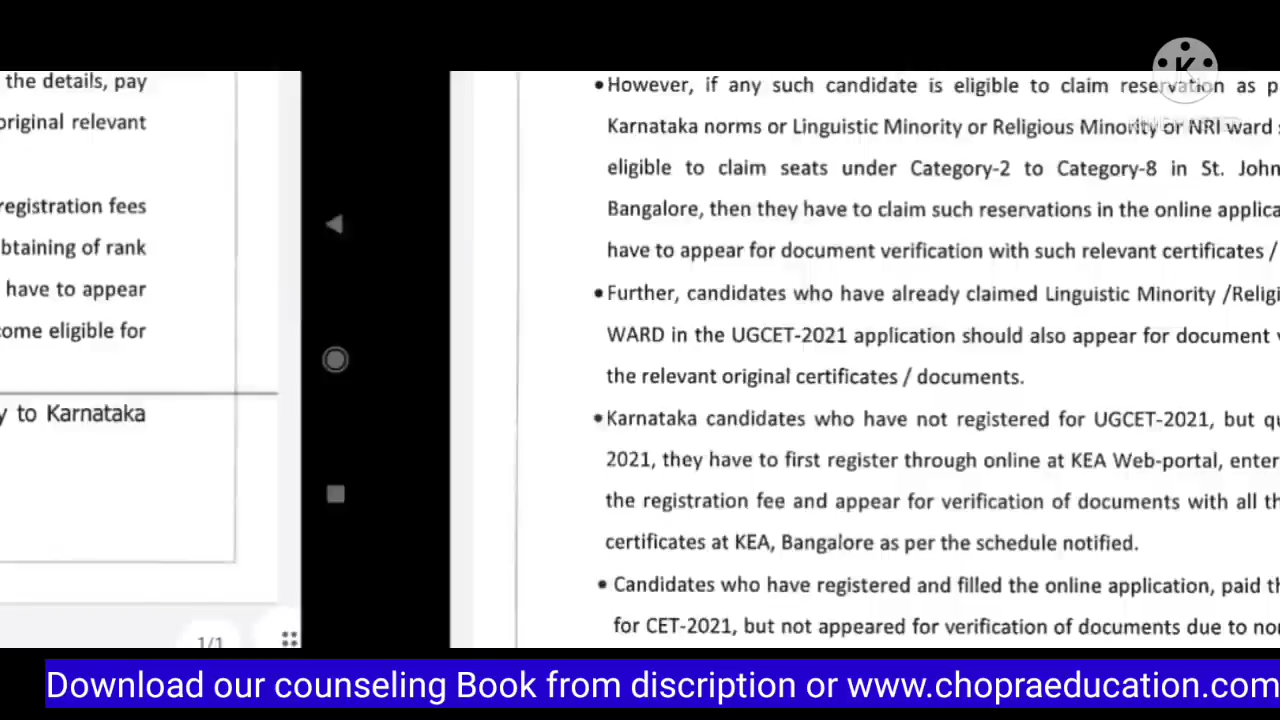 the details, pay
original relevant
registration fees
btaining of rank
have to appear
come eligible for
y to Karnataka
1/1
•However, if any such candidate is eligible to claim reservation as p
Karnataka norms or Linguistic Minority or Religious Minority or NRI ward
eligible to claim seats under Category-2 to Category-8 in St. John
Bangalore, then they have to claim such reservations in the online applica
have to appear for document verification with such relevant certificates /
•Further, candidates who have already claimed Linguistic Minority /Relig
WARD in the UGCET-2021 application should also appear for document
the relevant original certificates / documents.
•Karnataka candidates who have not registered for UGCET-2021, but qu
2021, they have to first register through online at KEA Web-portal, enter
the registration fee and appear for verification of documents with all th
certificates at KEA, Bangalore as per the schedule notified.
• Candidates who have registered and filled the online application, paid th
for CET-2021, but not appeared for verification of documents due to nor
K
Download our counseling Book from discription or www.chopraeducation.com